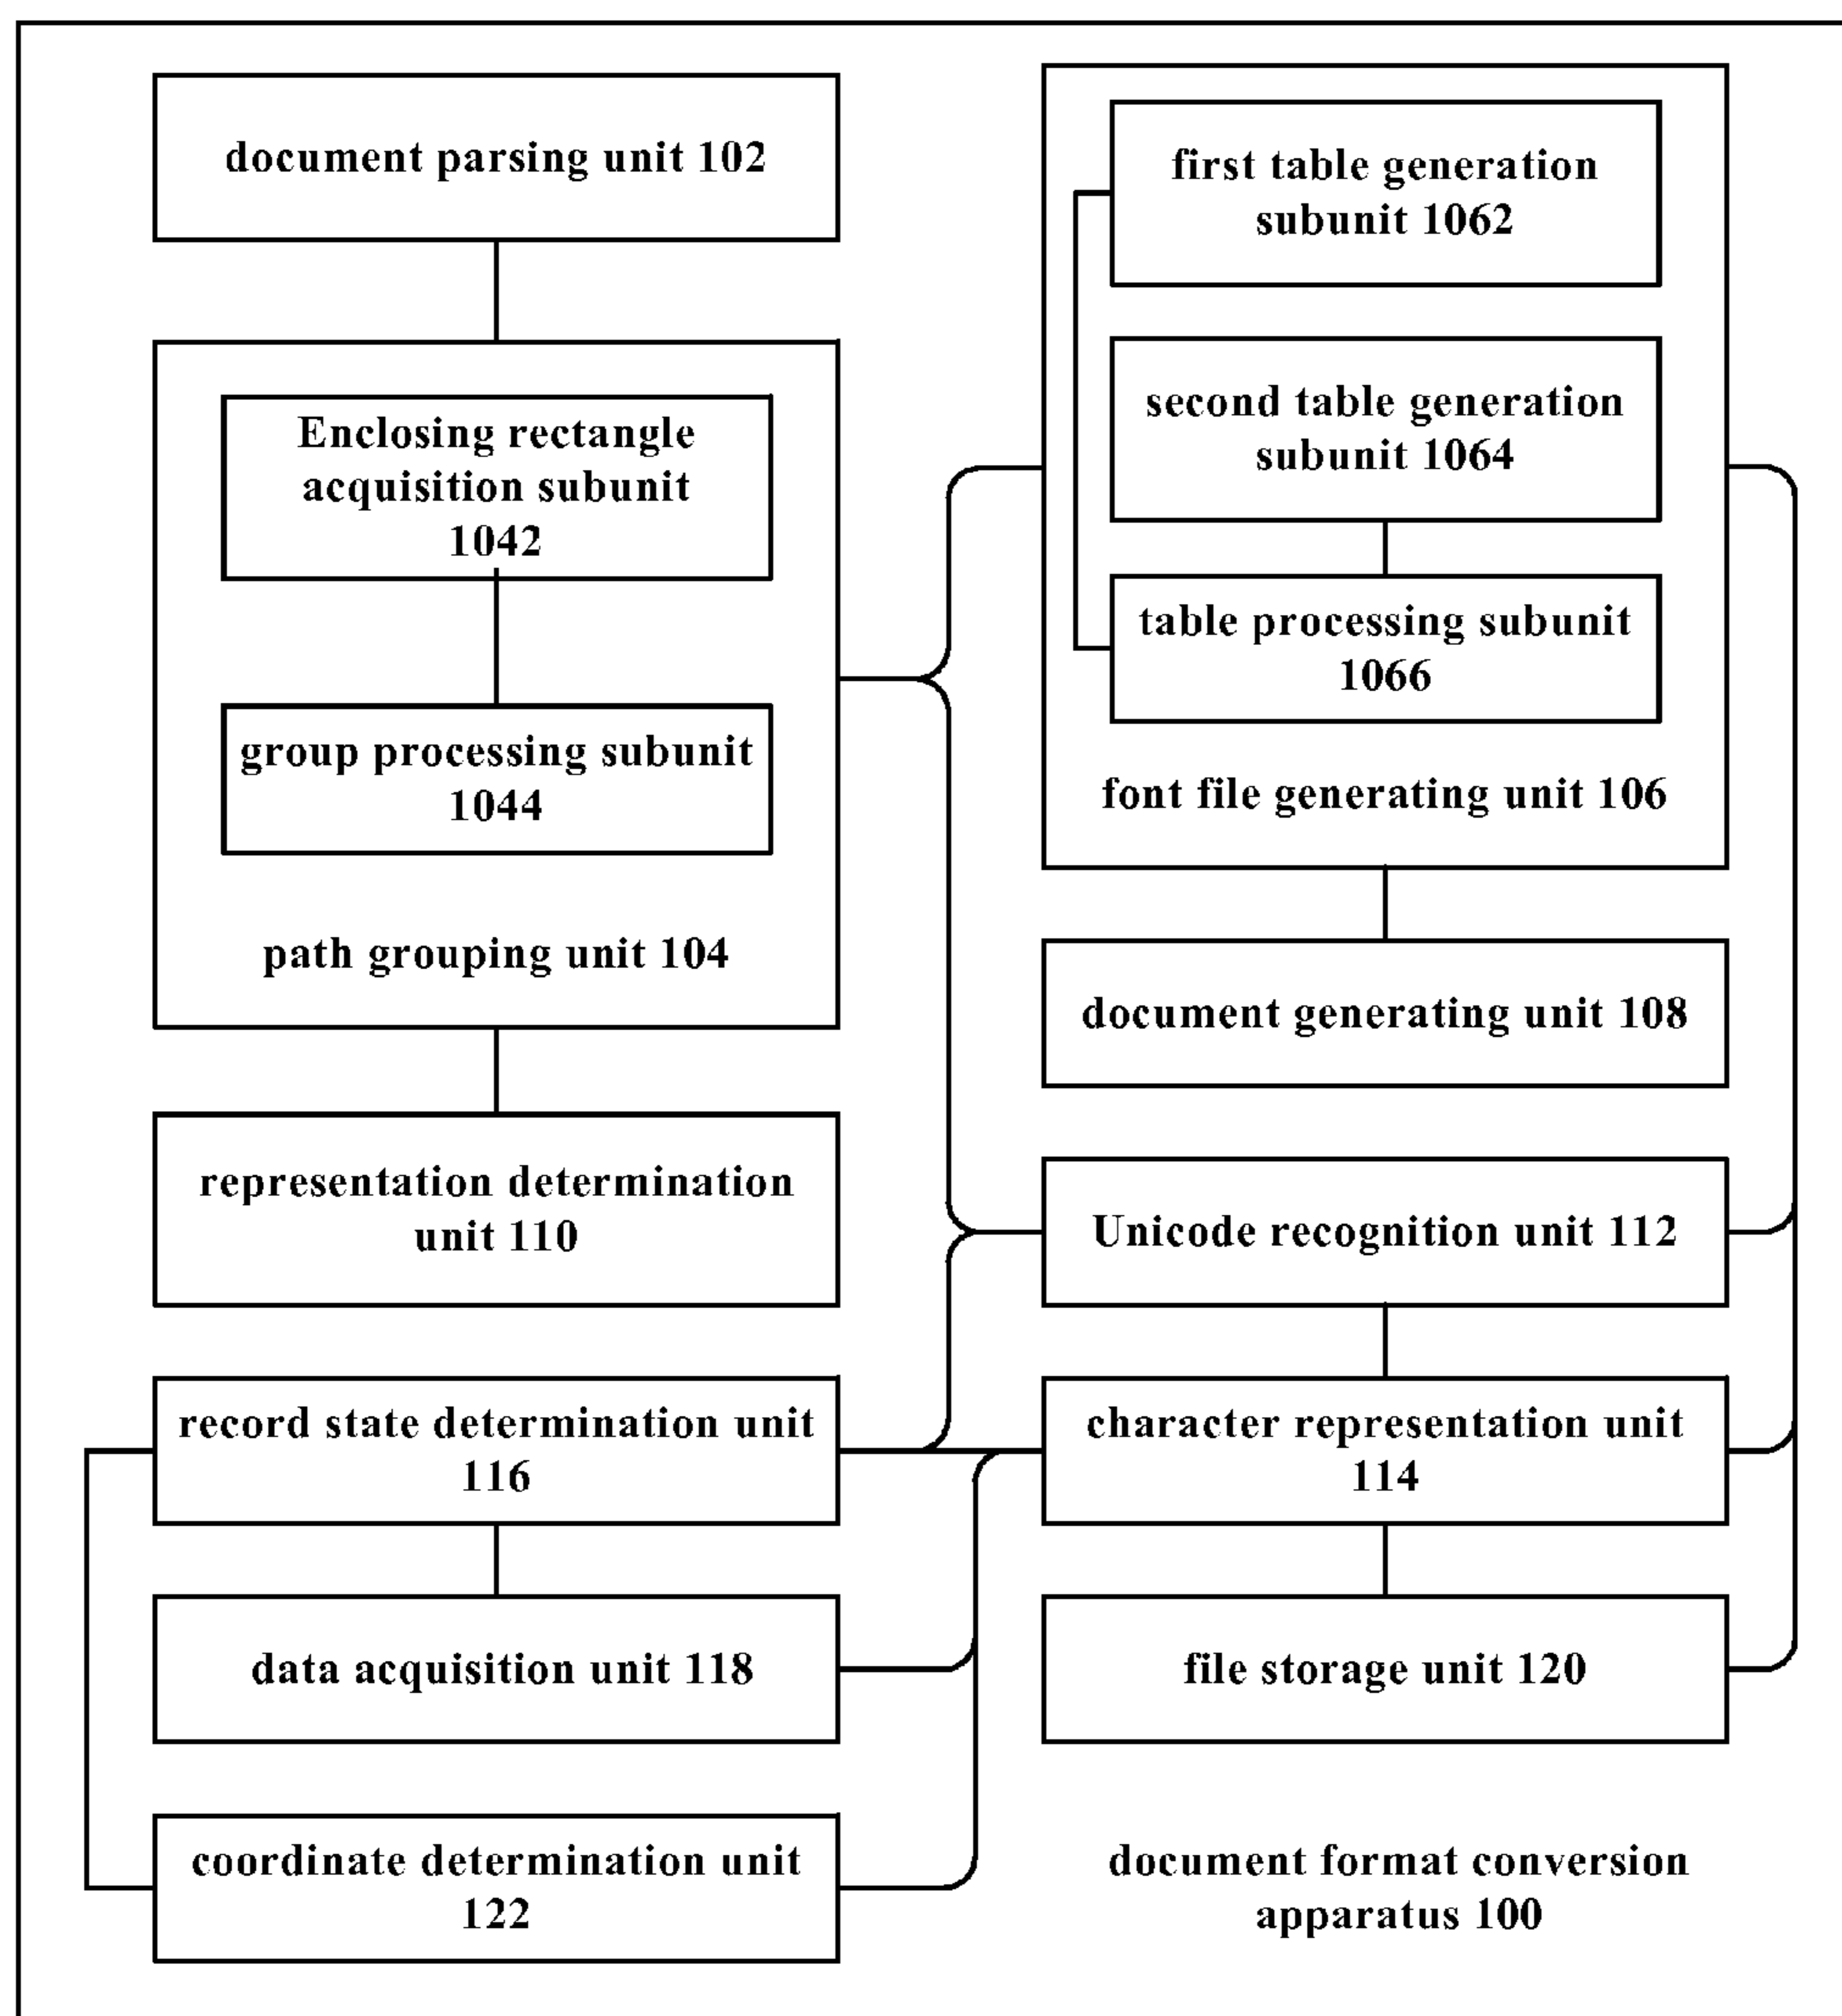 document parsing unit 102
Enclosing rectangle
acquisition subunit
1042
group processing subunit
1044
path grouping unit 104
representation determination
unit 110
record state determination unit
116
data acquisition unit 118
coordinate determination unit
122
first table generation
subunit 1062
second table generation
subunit 1064
table processing subunit
1066
font file generating unit 106
document generating unit 108
Unicode recognition unit 112
character representation unit
114
file storage unit 120
document format conversion
apparatus 100